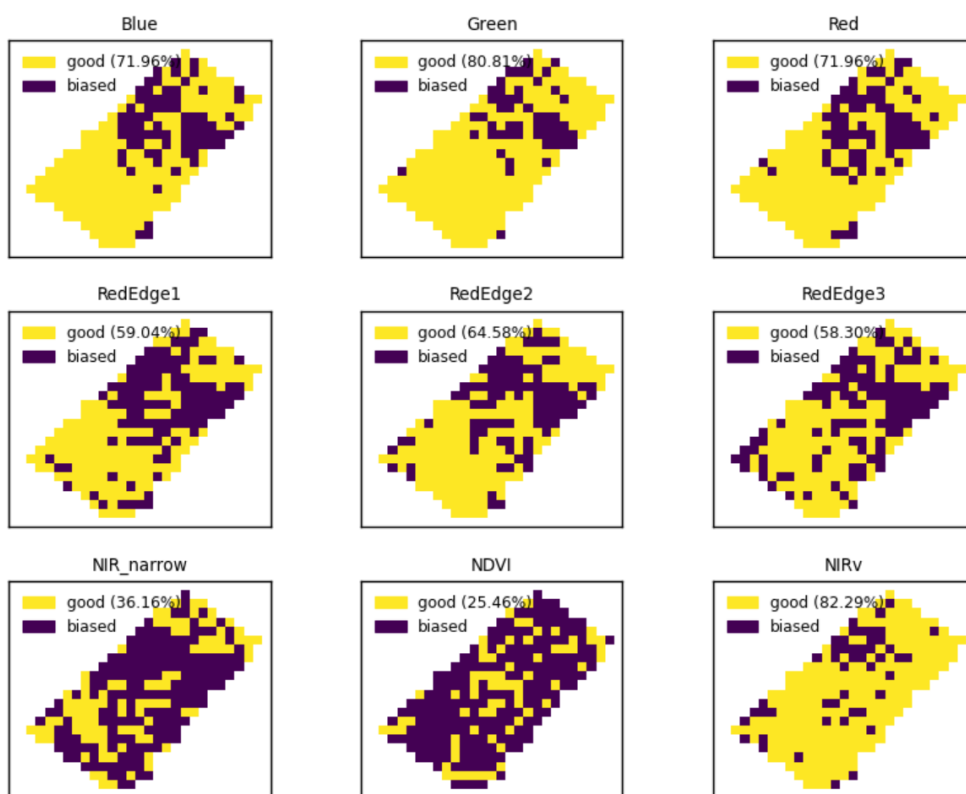 Blue Green Red
good (71.96%) good (80.81%) good (71.96%)
biased biased biased
RedEdge1 RedEdge2 RedEdge3
good (59.04%) good (64.58%) good (58.30%)
biased biased biased
NIR_narrow NDVI NIRv
good (36.16%) good (25.46%) good (82.29%)
biased biased biased